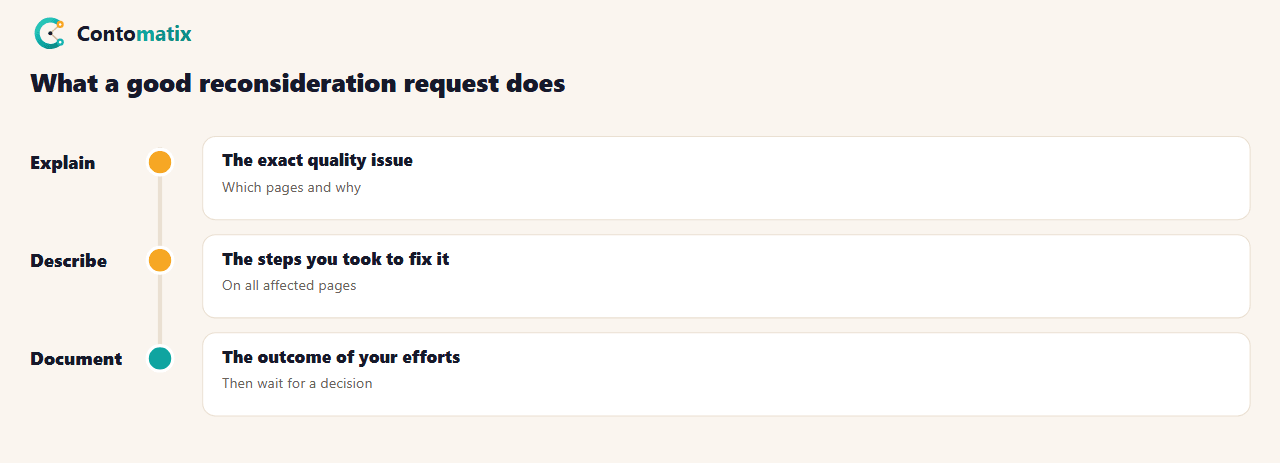 Contomatix
What a good reconsideration request does
Explain
The exact quality issue
Which pages and why
Describe
The steps you took to fix it
On all affected pages
Document
The outcome of your efforts
Then wait for a decision